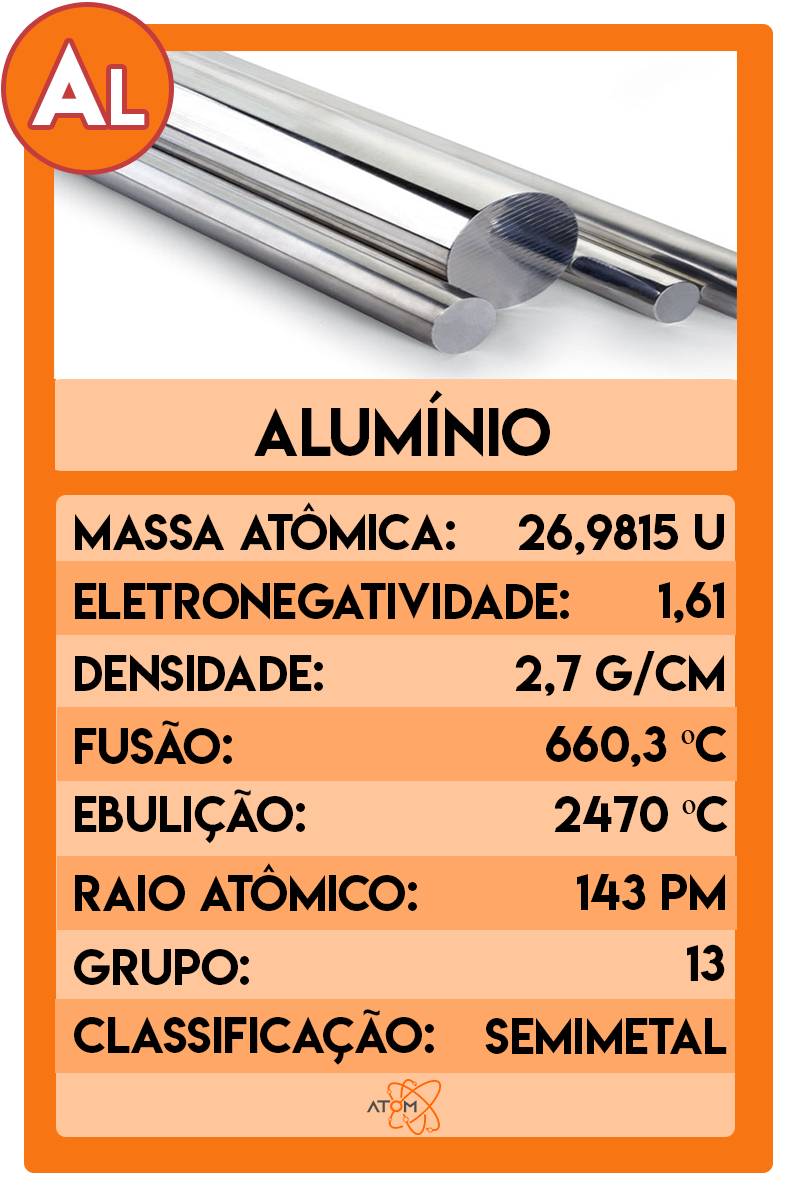 AL
ALUMÍNIO
MASSA ATÔMICA: 26,9815 U
ELETRONEGATIVIDADE: 1,61
DENSIDADE: 2,7 G/CM
FUSÃO: 660,3 ºC
EBULIÇÃO: 2470 ºC
RAIO ATÔMICO: 143 PM
GRUPO: 13
CLASSIFICAÇÃO: SEMIMETAL
ATOM